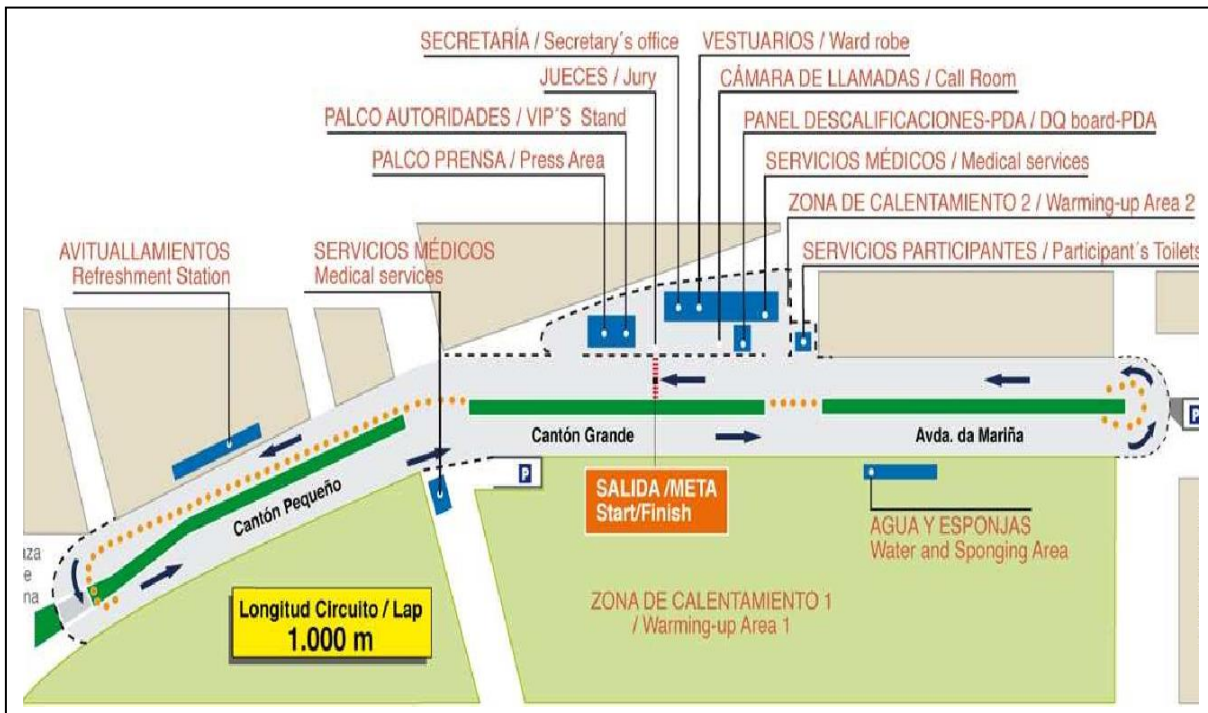 SECRETARÍA / Secretary´s office
VESTUARIOS / Ward robe
JUECES / Jury
CÁMARA DE LLAMADAS / Call Room
PALCO AUTORIDADES / VIP´S Stand
PANEL DESCALIFICACIONES-PDA / DQ board-PDA
PALCO PRENSA / Press Area
SERVICIOS MÉDICOS / Medical services
ZONA DE CALENTAMIENTO 2 / Warming-up Area 2
AVITUALLAMIENTOS
Refreshment Station
SERVICIOS MÉDICOS
Medical services
SERVICIOS PARTICIPANTES / Participant´s Toilets
P
Cantón Grande
Avda. da Mariña
P
Cantón Pequeño
SALIDA /META
Start/Finish
AGUA Y ESPONJAS
Water and Sponging Area
Longitud Circuito / Lap
1.000 m
ZONA DE CALENTAMIENTO 1
/ Warming-up Area 1